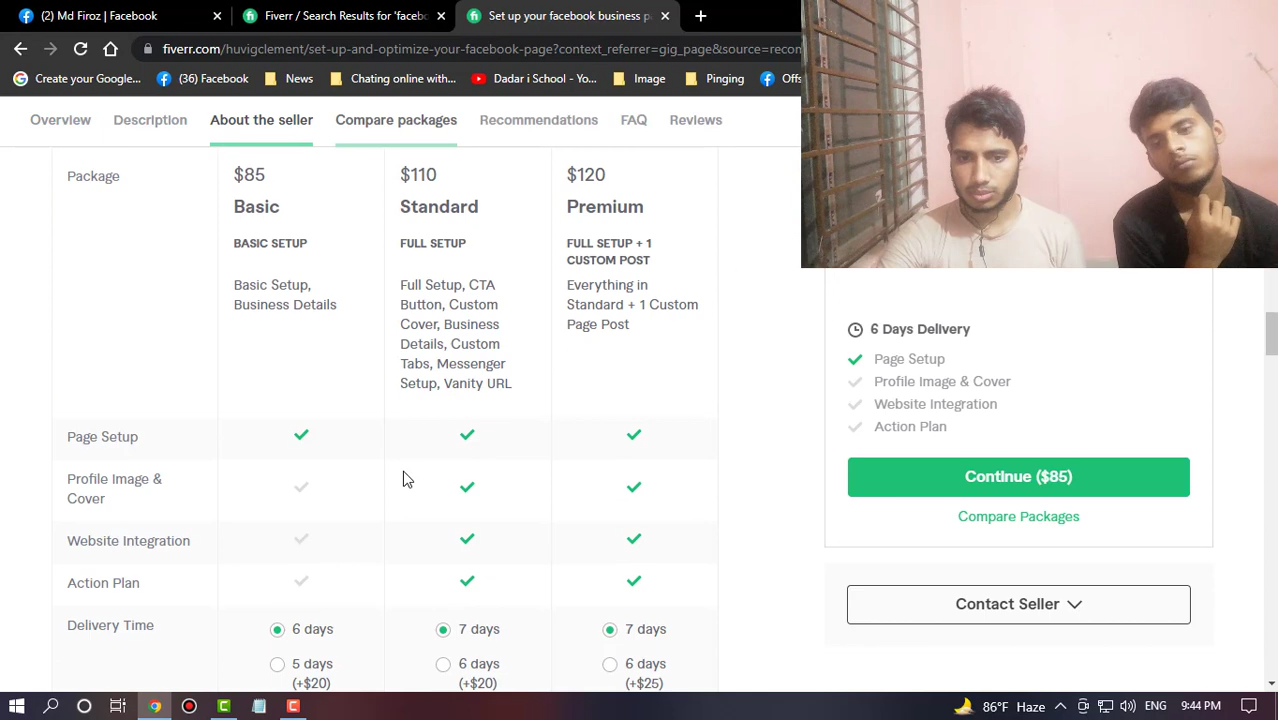 (2) Md Firoz | Facebook
Fiverr / Search Results for 'facebo
Set up your facebook business p
fiverr.com/huvigclement/set-up-and-optimize-your-facebook-page?context_referrer=gig_page&source=recon
Create your Google...
(36) Facebook
News
Chating online with...
Dadar i School - Yo...
Image
Pinging
Offs
Overview
Description
About the seller
Compare packages
Recommendations
FAQ
Reviews
Package
$85
Basic
BASIC SETUP
Basic Setup,
Business Details
$110
Standard
FULL SETUP
Full Setup, CTA
Button, Custom
Cover, Business
Details, Custom
Tabs, Messenger
Setup, Vanity URL
$120
Premium
FULL SETUP + 1
CUSTOM POST
Everything in
Standard + 1 Custom
Page Post
Page Setup
Profile Image &
Cover
Website Integration
Action Plan
Delivery Time
6 days
7 days
7 days
5 days
(+$20)
6 days
(+$20)
6 days
(+$25)
6 Days Delivery
Page Setup
Profile Image & Cover
Website Integration
Action Plan
Continue ($85)
Compare Packages
Contact Seller
86°F Haze
ENG
9:44 PM